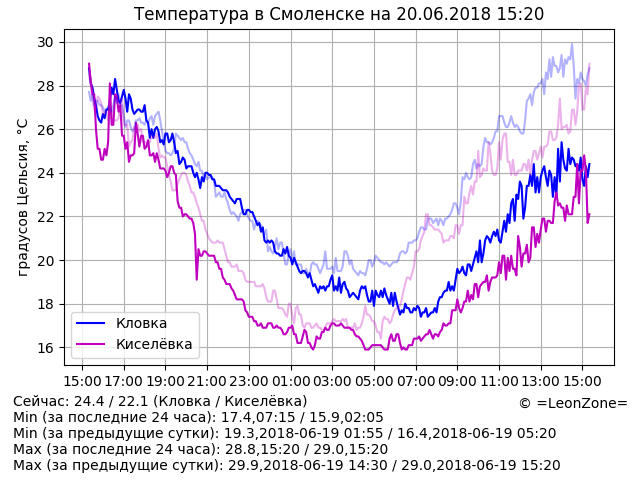 Температура в Смоленске на 20.06.2018 15:20
градусов Цельсия, °C
30
28
26
24
22
20
18
16
Кловка
Киселёвка
15:00 17:00 19:00 21:00 23:00 01:00 03:00 05:00 07:00 09:00 11:00 13:00 15:00
Сейчас: 24.4 / 22.1 (Кловка / Киселёвка)
© =LeonZone=
Min (за последние 24 часа): 17.4,07:15 / 15.9,02:05
Min (за предыдущие сутки): 19.3,2018-06-19 01:55 / 16.4,2018-06-19 05:20
Max (за последние 24 часа): 28.8,15:20 / 29.0,15:20
Max (за предыдущие сутки): 29.9,2018-06-19 14:30 / 29.0,2018-06-19 15:20